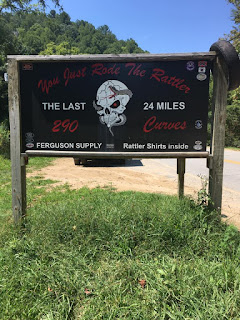 You Just Rode The Rattler
THE LAST 24 MILES
290 Curves
FERGUSON SUPPLY Rattler Shirts inside